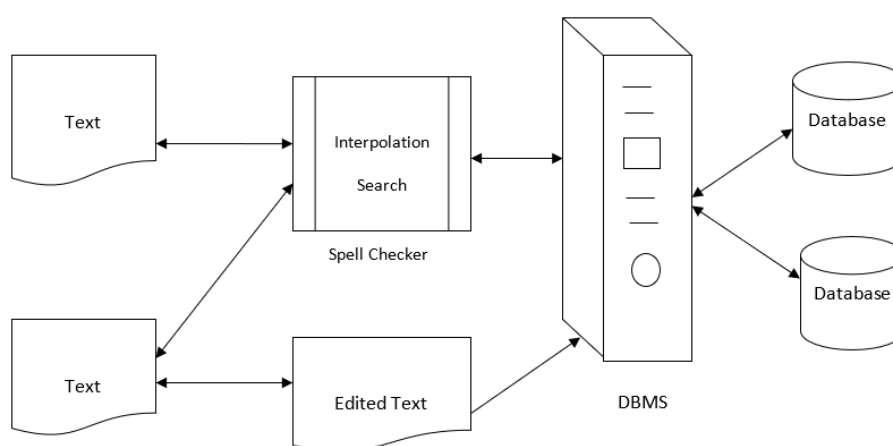 Text
Interpolation
Search
Spell Checker
Database
Database
Text
Edited Text
DBMS